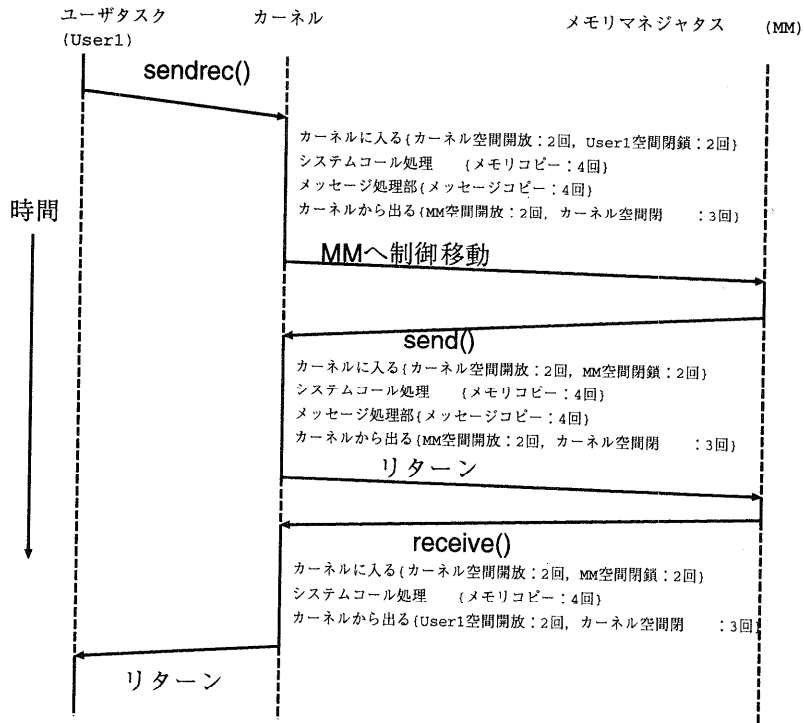 ユーザタスク
(User1)
カーネル
メモリマネジャタス (MM)
sendrec()
カーネルに入る{カーネル空間開放：2回, User1空間閉鎖：2回}
システムコール処理 {メモリコピー：4回}
メッセージ処理部{メッセージコピー：4回}
カーネルから出る{MM空間開放：2回, カーネル空間閉 ：3回}
時間
MMへ制御移動
send()
カーネルに入る{カーネル空間開放：2回, MM空間閉鎖：2回}
システムコール処理 {メモリコピー：4回}
メッセージ処理部{メッセージコピー：4回}
カーネルから出る{MM空間開放：2回, カーネル空間閉 ：3回}
リターン
receive()
カーネルに入る{カーネル空間開放：2回, MM空間閉鎖：2回}
システムコール処理 {メモリコピー：4回}
カーネルから出る{User1空間開放：2回, カーネル空間閉 ：3回}
リターン